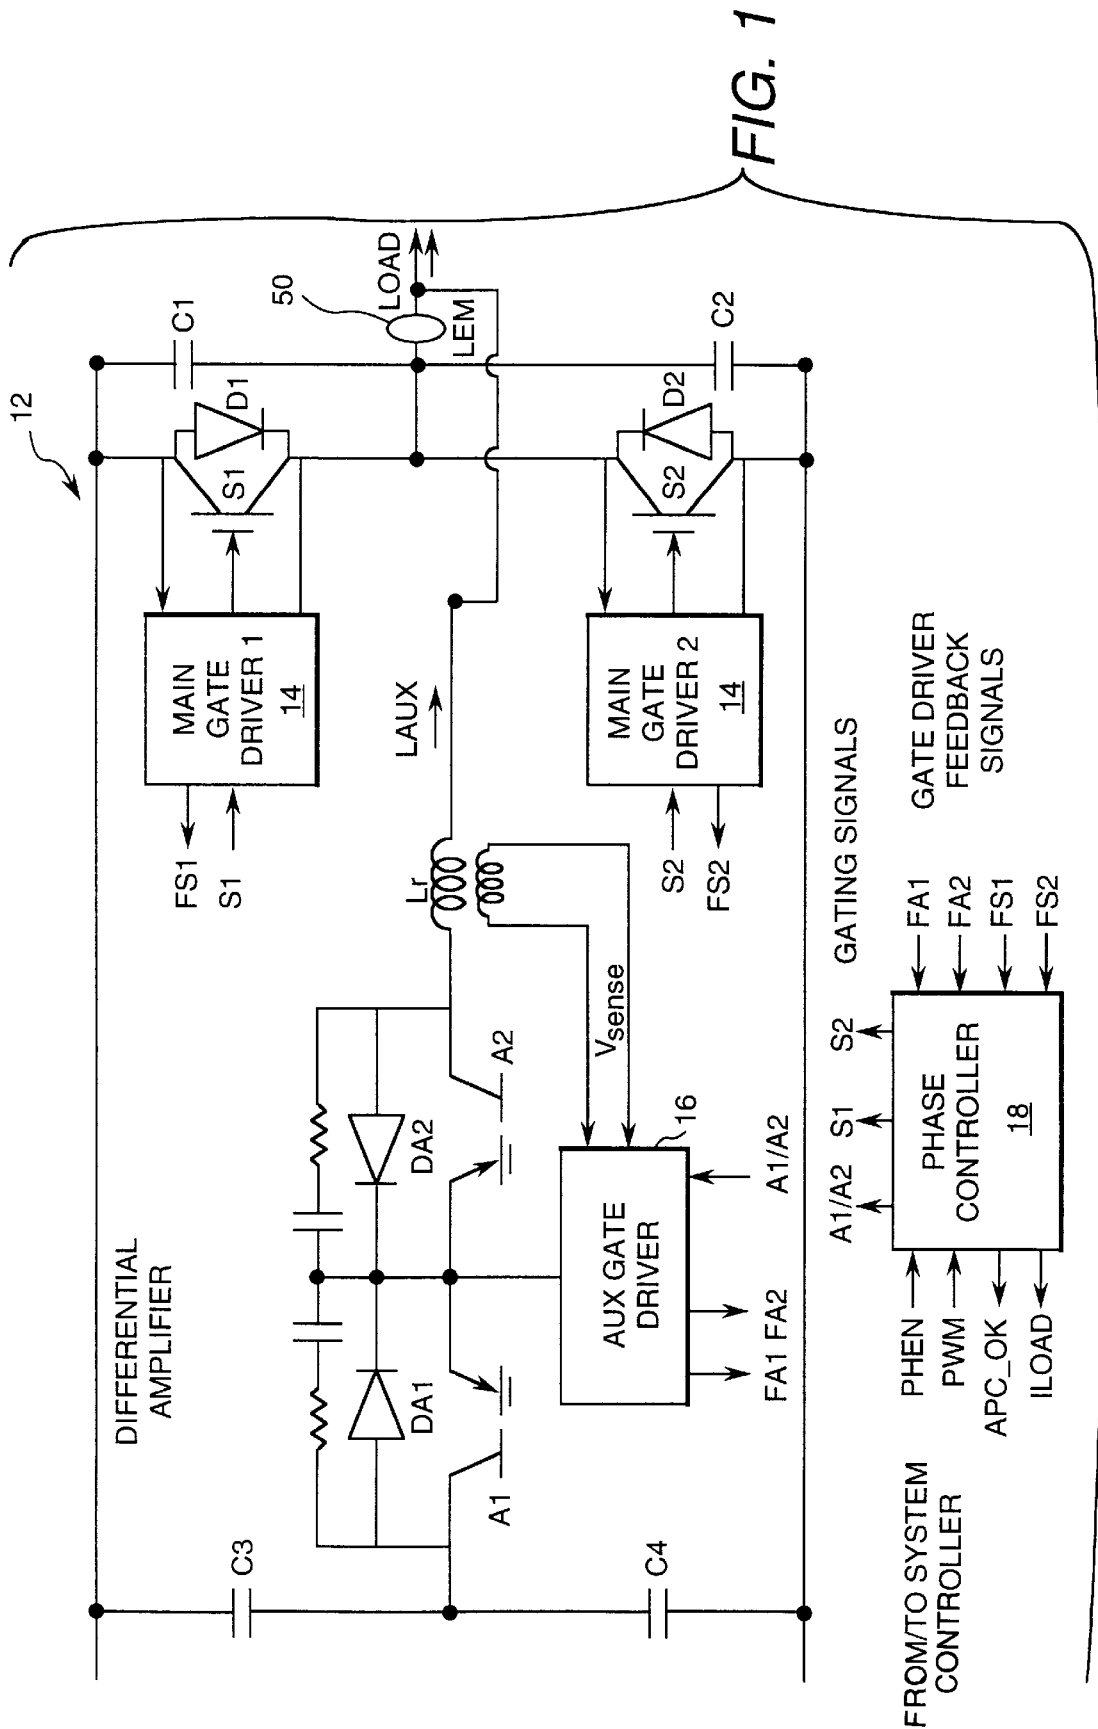 FIG. 1
12
DIFFERENTIAL
AMPLIFIER
C3
C4
DA1
DA2
A1
A2
Lr
LAUX
Vsense
AUX GATE
DRIVER
16
FA1 FA2
A1/A2
FS1
S1
MAIN
GATE
DRIVER 1
14
S1
D1
C1
50
LOAD
LEM
S2
FS2
MAIN
GATE
DRIVER 2
14
S2
D2
C2
FROM/TO SYSTEM
CONTROLLER
PHEN
PWM
APC_OK
ILOAD
A1/A2
S1
S2
GATING SIGNALS
PHASE
CONTROLLER
18
FA1
FA2
FS1
FS2
GATE DRIVER
FEEDBACK
SIGNALS